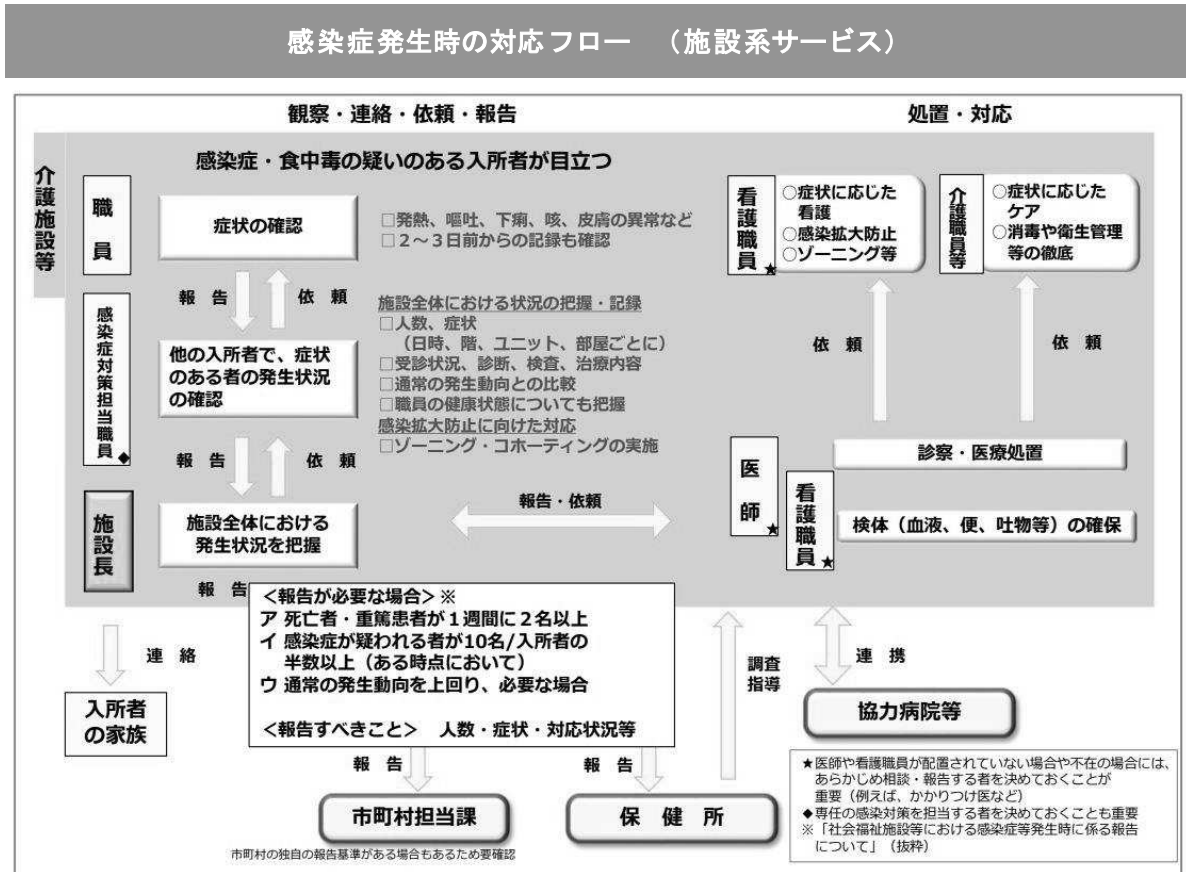 感染症発生時の対応フロー （施設系サービス）
観察・連絡・依頼・報告
処置・対応
介護施設等
感染症・食中毒の疑いのある入所者が目立つ
職員
症状の確認
□発熱、嘔吐、下痢、咳、皮膚の異常など
□２～３日前からの記録も確認
報 告
依 頼
感染症対策担当職員◆
他の入所者で、症状
のある者の発生状況
の確認
施設全体における状況の把握・記録
□人数、症状
（日時、階、ユニット、部屋ごとに）
□受診状況、診断、検査、治療内容
□通常の発生動向との比較
□職員の健康状態についても把握
感染拡大防止に向けた対応
□ゾーニング・コホーティングの実施
報 告
依 頼
施設長
施設全体における
発生状況を把握
報告・依頼
看護職員★
○症状に応じた
看護
○感染拡大防止
○ゾーニング等
介護職員等
○症状に応じた
ケア
○消毒や衛生管理
等の徹底
依 頼
依 頼
医師★
看護職員★
診察・医療処置
検体（血液、便、吐物等）の確保
報 告
＜報告が必要な場合＞※
ア 死亡者・重篤患者が１週間に２名以上
イ 感染症が疑われる者が10名/入所者の
半数以上（ある時点において）
ウ 通常の発生動向を上回り、必要な場合
＜報告すべきこと＞ 人数・症状・対応状況等
連 絡
入所者
の家族
報 告
報 告
調査
指導
連 携
協力病院等
市町村担当課
保 健 所
市町村の独自の報告基準がある場合もあるため要確認
★医師や看護職員が配置されていない場合や不在の場合には、
あらかじめ相談・報告する者を決めておくことが
重要（例えば、かかりつけ医など）
◆専任の感染対策を担当する者を決めておくことも重要
※「社会福祉施設等における感染症等発生時に係る報告
について」（抜粋）